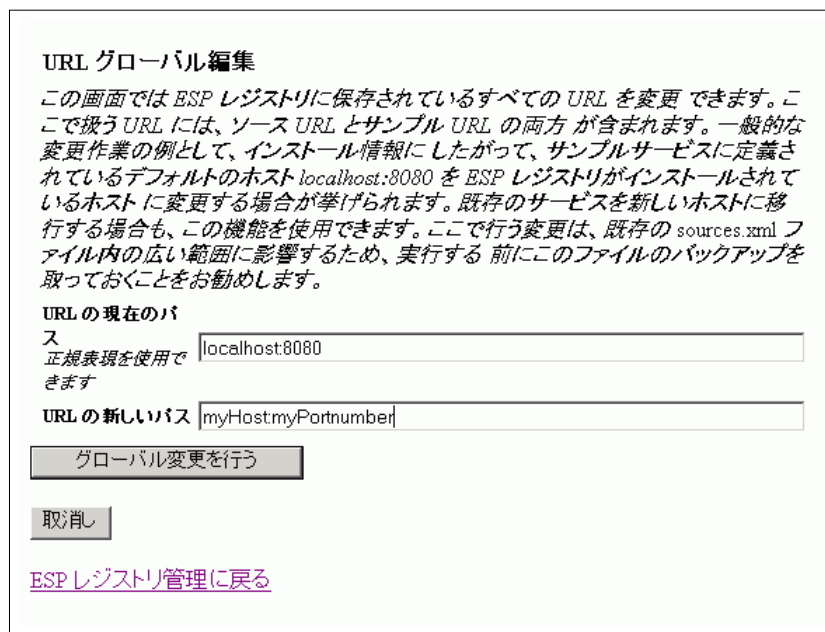 URL グローバル編集
この画面では ESP レジストリに保存されているすべての URL を変更 できます。こ
こで扱う URL には、ソース URL とサンプル URL の両方 が含まれます。一般的な
変更作業の例として、インストール情報に したがって、サンプルサービスに定義さ
れているデフォルトのホスト localhost:8080 を ESP レジストリがインストールされて
いるホスト に変更する場合が挙げられます。既存のサービスを新しいホストに移
行する場合も、この機能を使用できます。ここで行う変更は、既存の sources.xml フ
ァイル内の広い範囲に影響するため、実行する 前にこのファイルのバックアップを
取っておくことをお勧めします。
URL の現在のパ
ス
正規表現を使用で
きます
localhost:8080
URL の新しいパス myHost:myPortnumber
グローバル変更を行う
取消し
ESP レジストリ管理に戻る